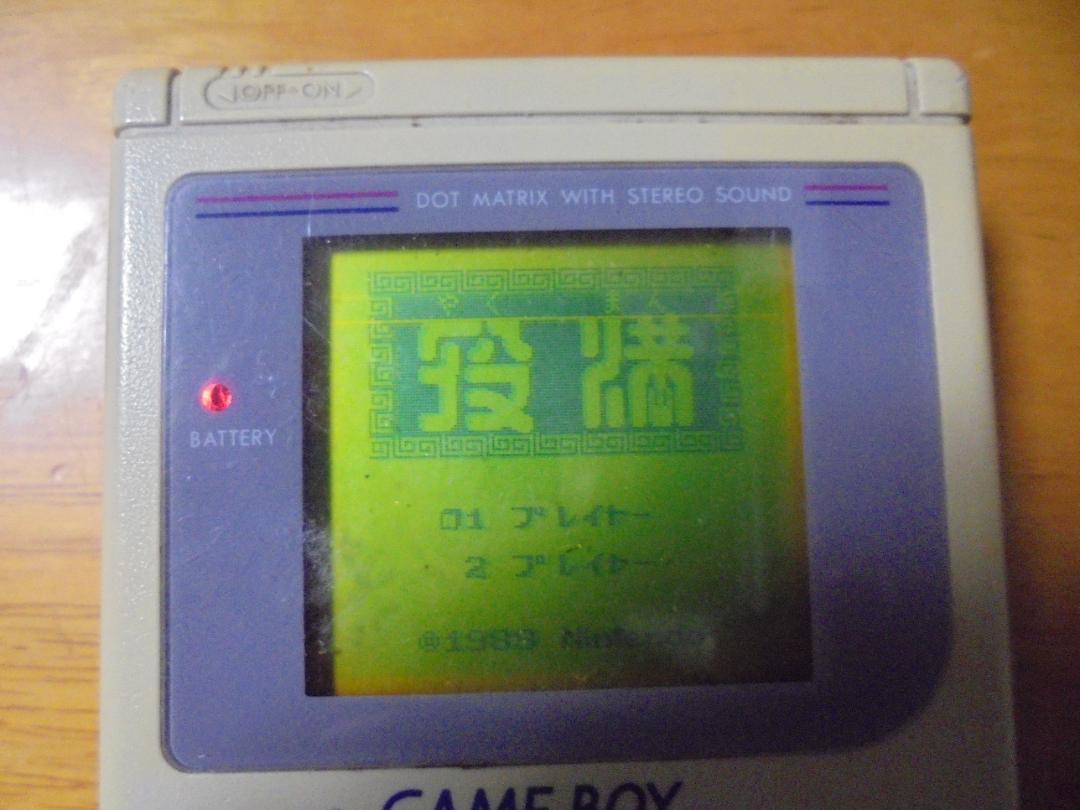 OFF•ON
DOT MATRIX WITH STEREO SOUND
BATTERY
やくまん
役満
1 プレイヤー
2 プレイヤー
©1989 Nintendo
GAME BOY